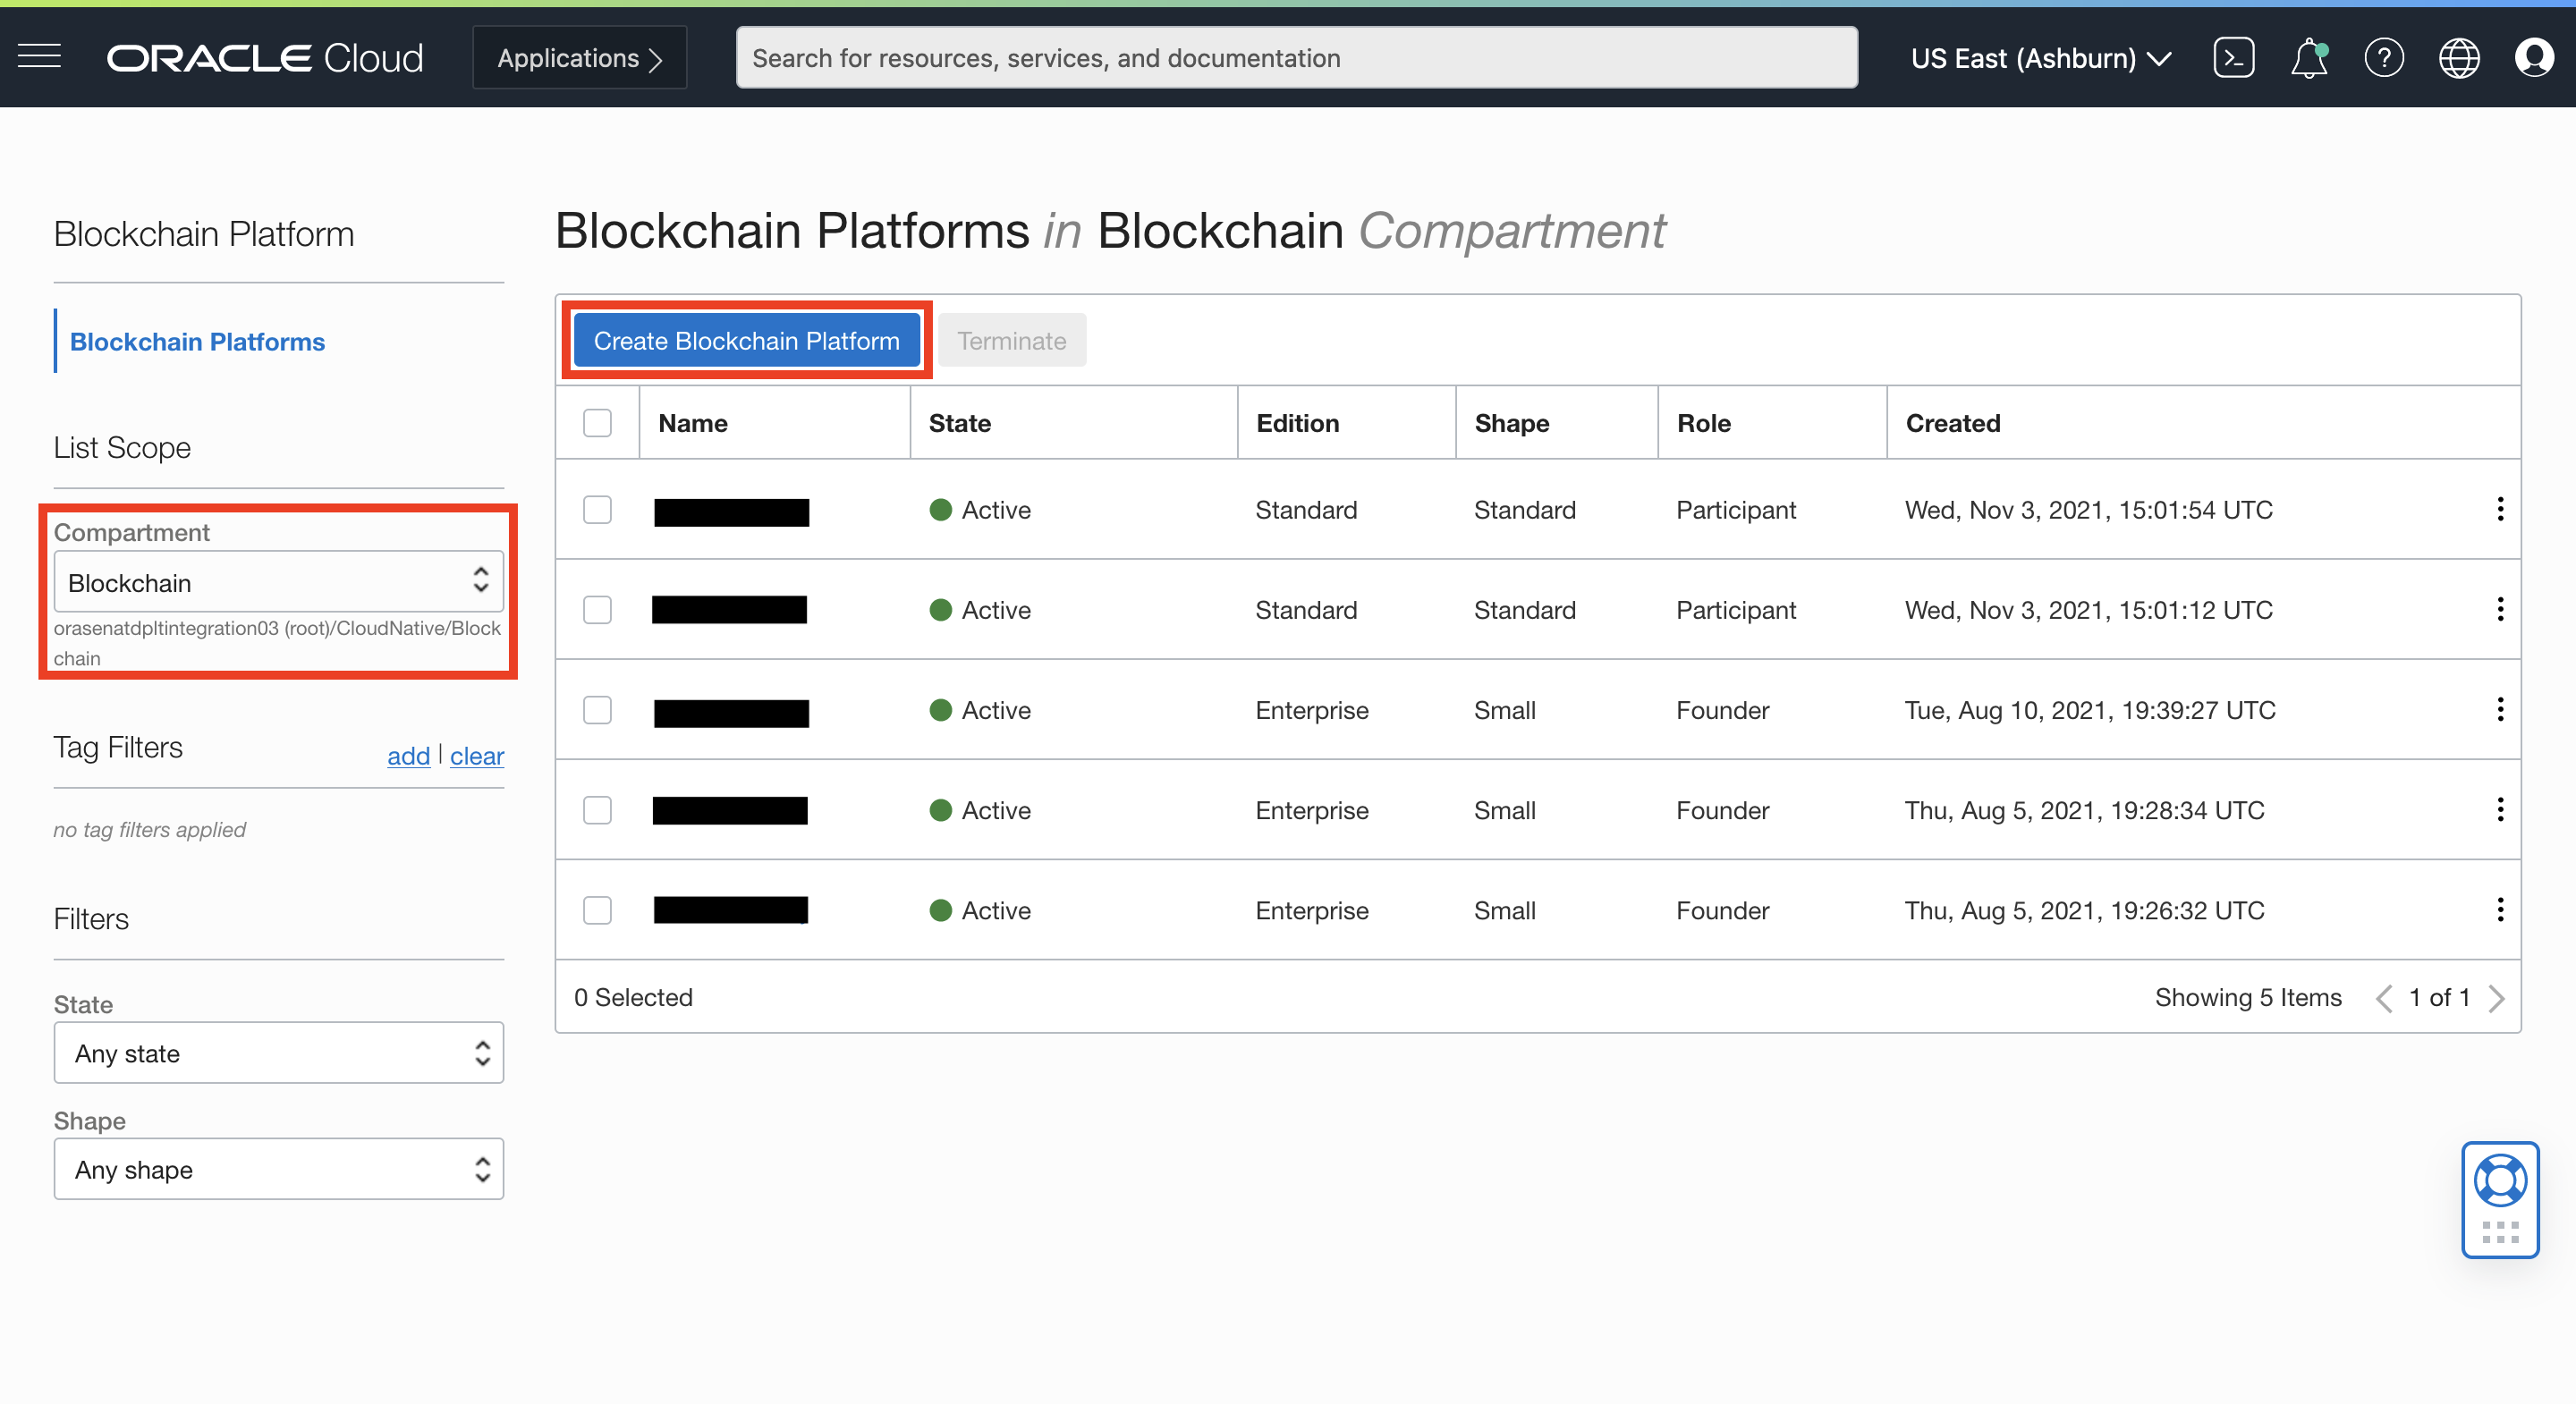 ORACLE Cloud
Applications
Search for resources, services, and documentation
US East (Ashburn)
Blockchain Platform
Blockchain Platforms
List Scope
Compartment
Blockchain
orasenatdpltintegration03 (root)/CloudNative/Block
chain
Tag Filters
add | clear
no tag filters applied
Filters
State
Any state
Shape
Any shape
Blockchain Platforms in Blockchain Compartment
Create Blockchain Platform Terminate
Name State Edition Shape Role Created
Active Standard Standard Participant Wed, Nov 3, 2021, 15:01:54 UTC
Active Standard Standard Participant Wed, Nov 3, 2021, 15:01:12 UTC
Active Enterprise Small Founder Tue, Aug 10, 2021, 19:39:27 UTC
Active Enterprise Small Founder Thu, Aug 5, 2021, 19:28:34 UTC
Active Enterprise Small Founder Thu, Aug 5, 2021, 19:26:32 UTC
0 Selected Showing 5 Items 1 of 1